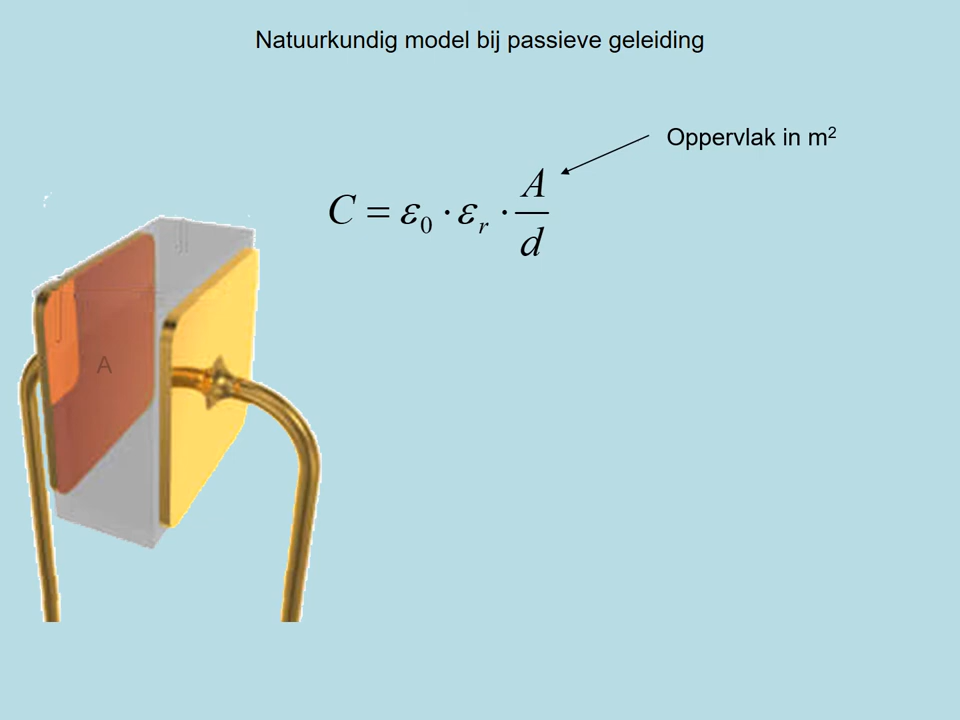 Natuurkundig model bij passieve geleiding
Oppervlak in m²
C = ε₀ · εᵣ · A/d
A